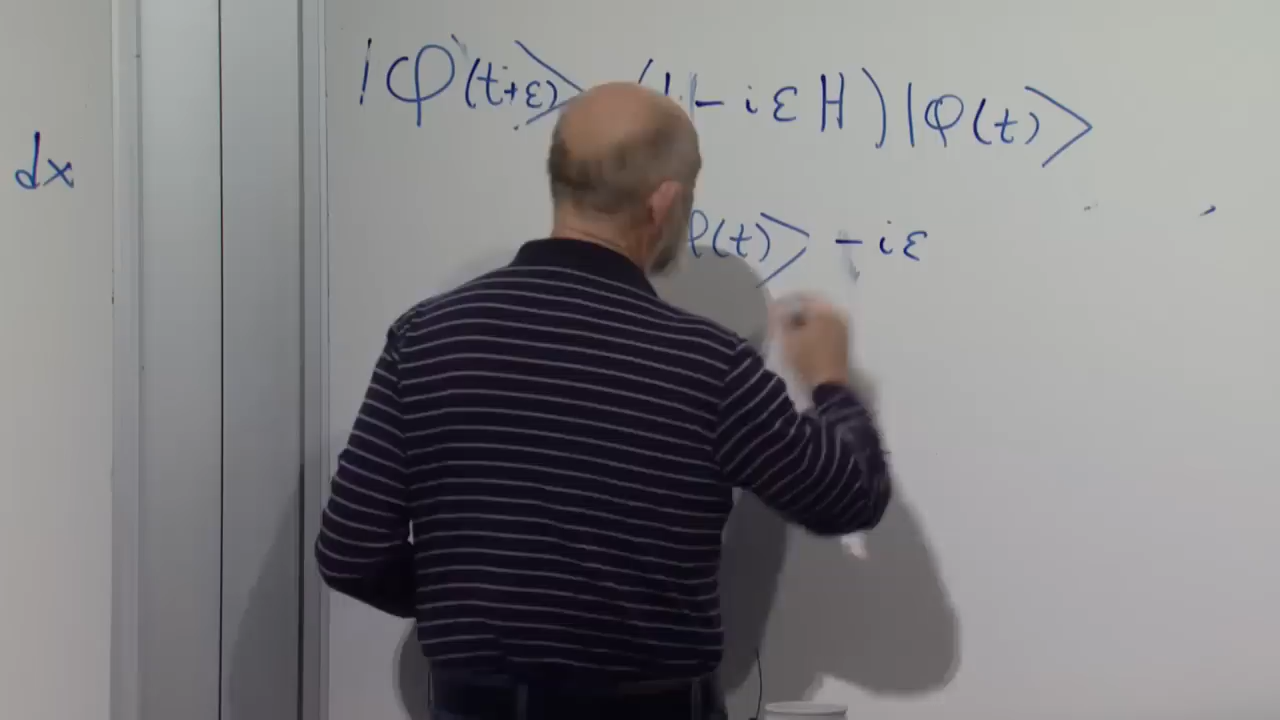 dx
|φ(t+ε)> (1 - iεH)|φ(t)>
φ(t)> - iε